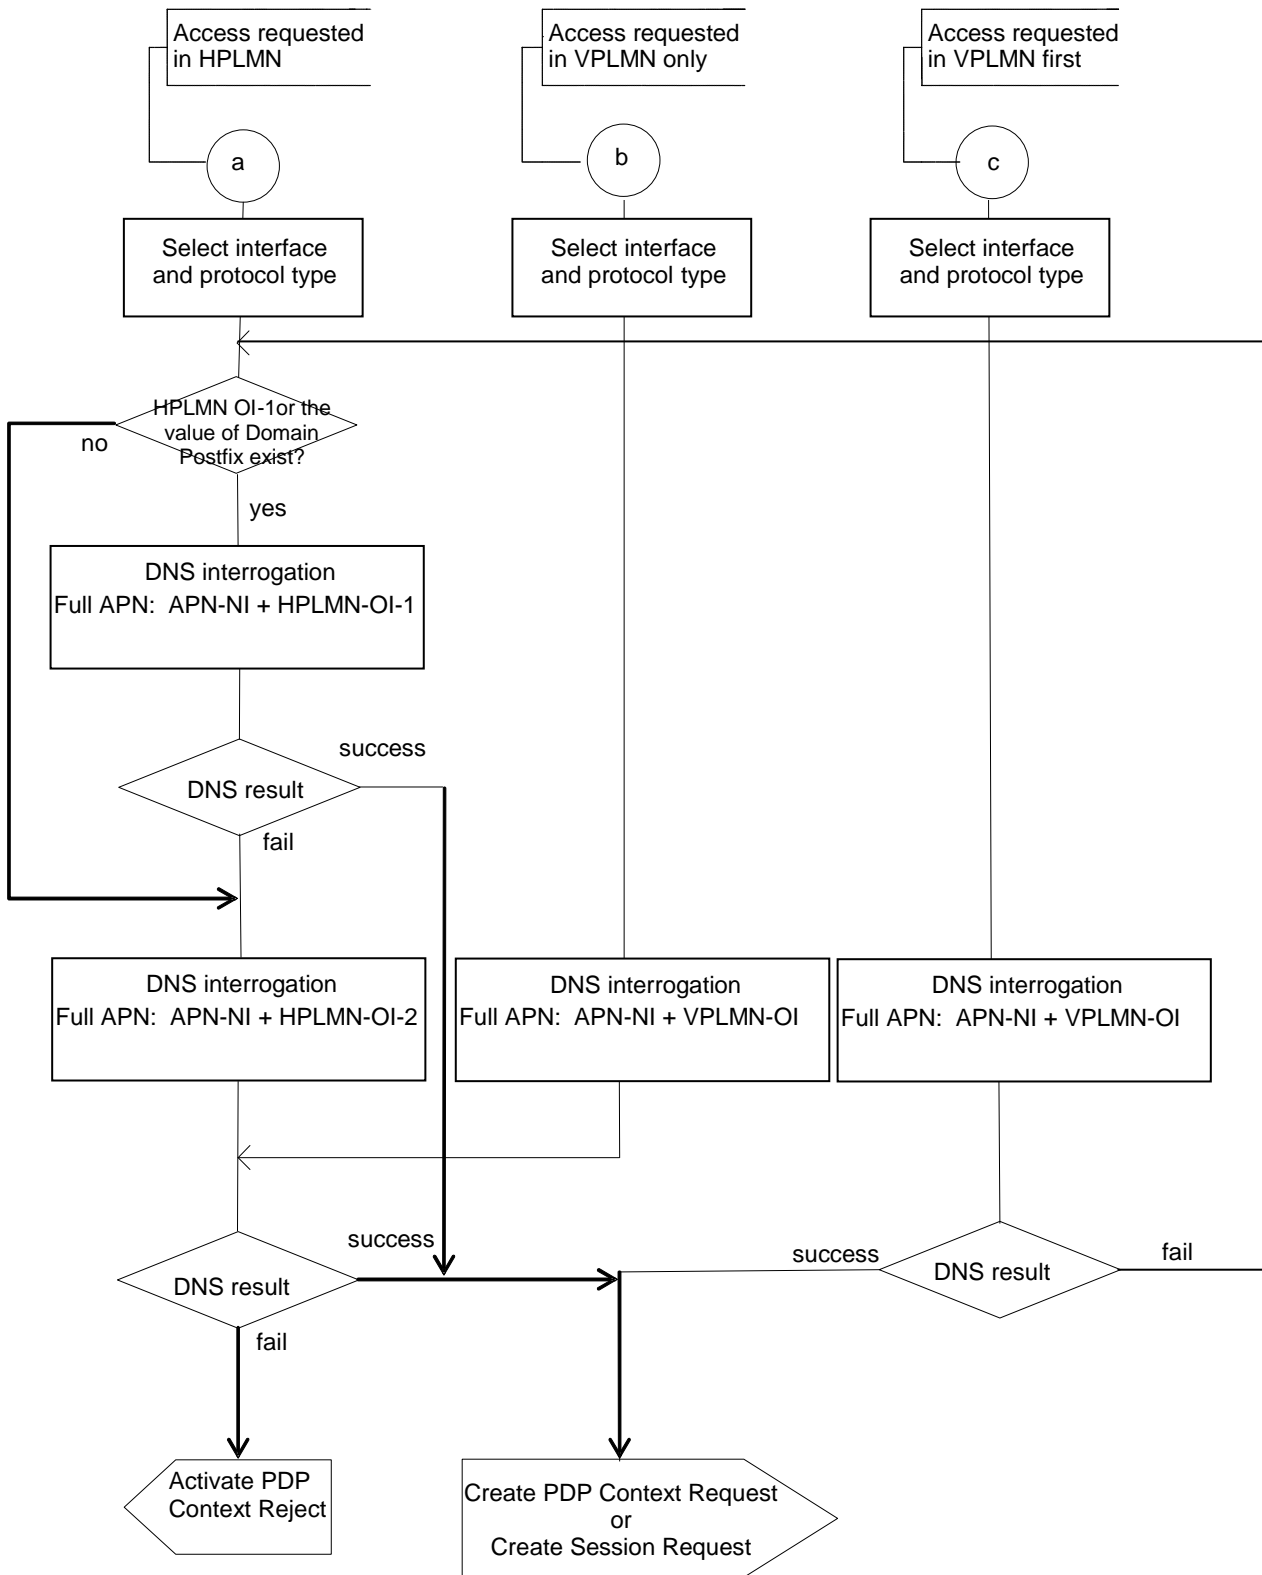 Access requested
in HPLMN
Access requested
in VPLMN only
Access requested
in VPLMN first
a
b
c
Select interface
and protocol type
Select interface
and protocol type
Select interface
and protocol type
HPLMN OI-1or the
value of Domain
Postfix exist?
no
yes
DNS interrogation
Full APN: APN-NI + HPLMN-OI-1
success
DNS result
fail
DNS interrogation
Full APN: APN-NI + HPLMN-OI-2
DNS interrogation
Full APN: APN-NI + VPLMN-OI
DNS interrogation
Full APN: APN-NI + VPLMN-OI
success
DNS result
fail
success
DNS result
fail
Activate PDP
Context Reject
Create PDP Context Request
or
Create Session Request